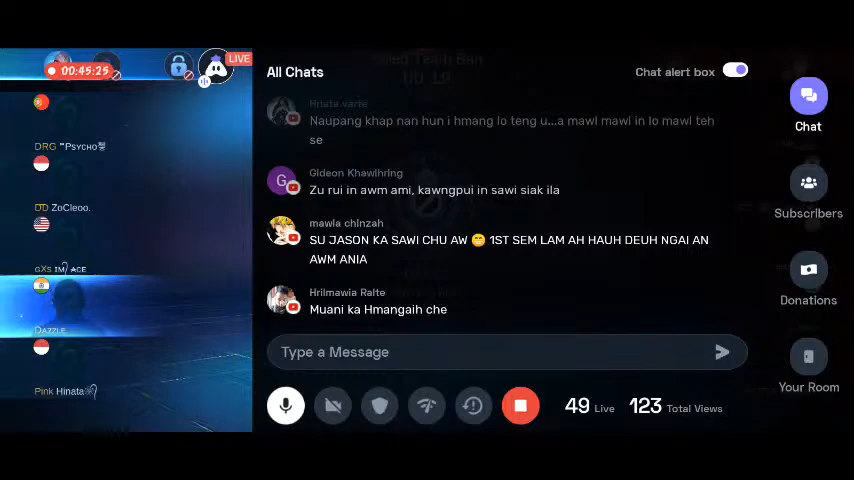 00:45:25
LIVE
DRG Psycho
ZoCleoo.
GXS
Dazzle
Pink Hinata
All Chats
Chat alert box
Hriata varte
Naupang khap nan hun i hmang lo teng u...a mawl mawl in lo mawl teh
se
G
Gideon Khawlhring
Zu rui in awm ami, kawngpui in sawi siak ila
mawia chinzah
SU JASON KA SAWI CHU AW 😁 1ST SEM LAM AH HAUH DEUH NGAI AN
AWM ANIA
Hrilmawia Ralte
Muani ka Hmangaih che
Type a Message
49 Live
123 Total Views
Chat
Subscribers
Donations
Your Room